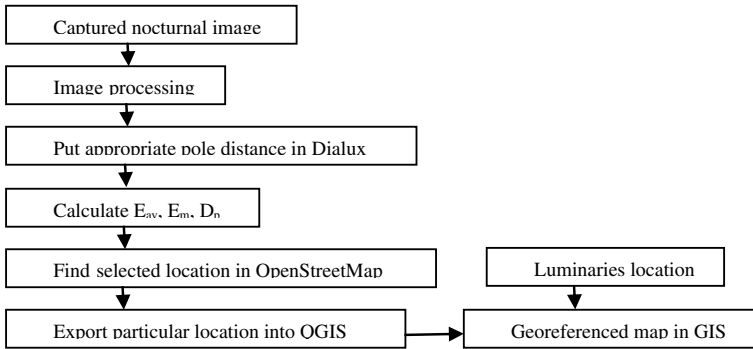 Captured nocturnal image
Image processing
Put appropriate pole distance in Dialux
Calculate Eav, Em, Dp
Find selected location in OpenStreetMap
Luminaries location
Export particular location into QGIS
Georeferenced map in GIS